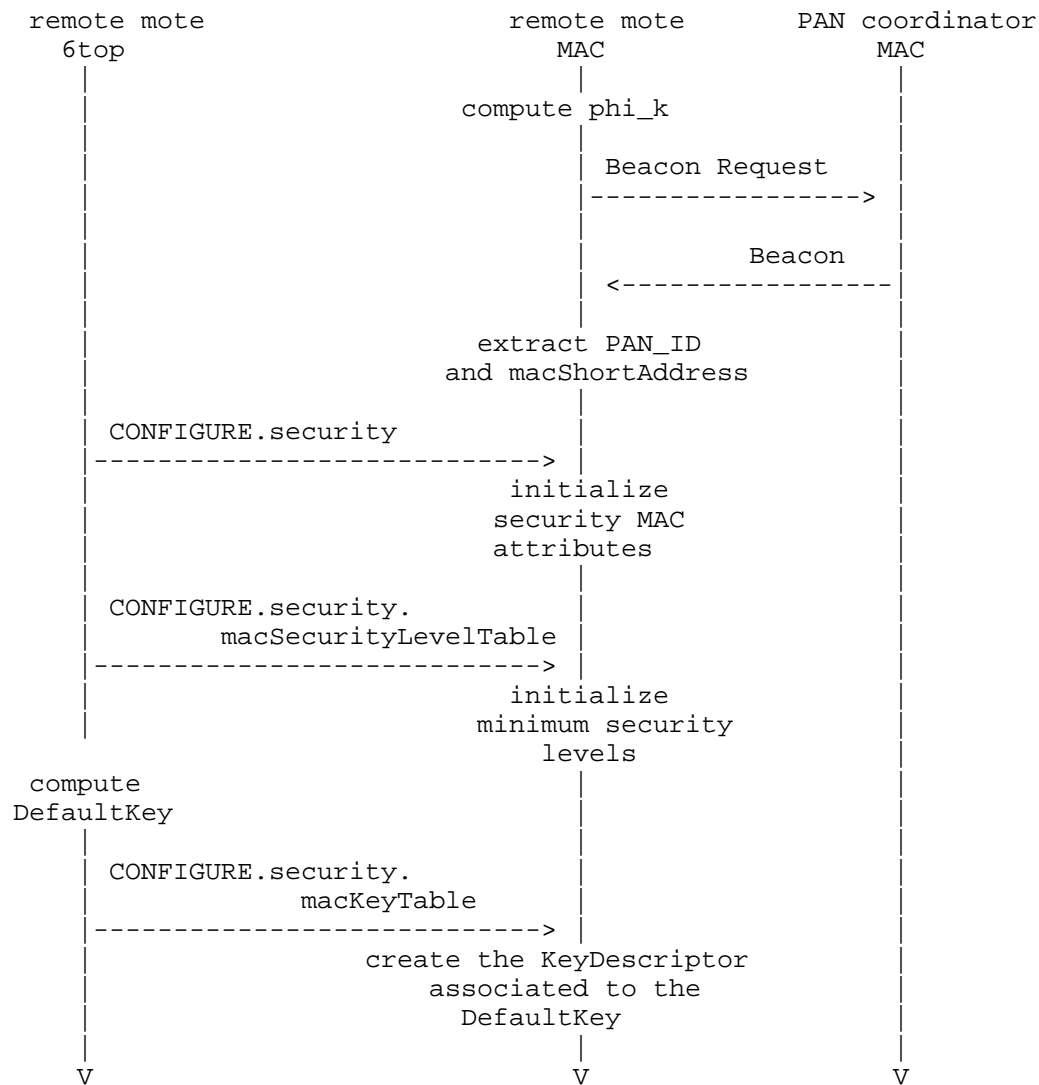 remote mote remote mote PAN coordinator
6top MAC MAC
compute phi_k
Beacon Request
Beacon
extract PAN_ID
and macShortAddress
CONFIGURE.security
initialize
security MAC
attributes
CONFIGURE.security.
macSecurityLevelTable
initialize
minimum security
levels
compute
DefaultKey
CONFIGURE.security.
macKeyTable
create the KeyDescriptor
associated to the
DefaultKey
V V V